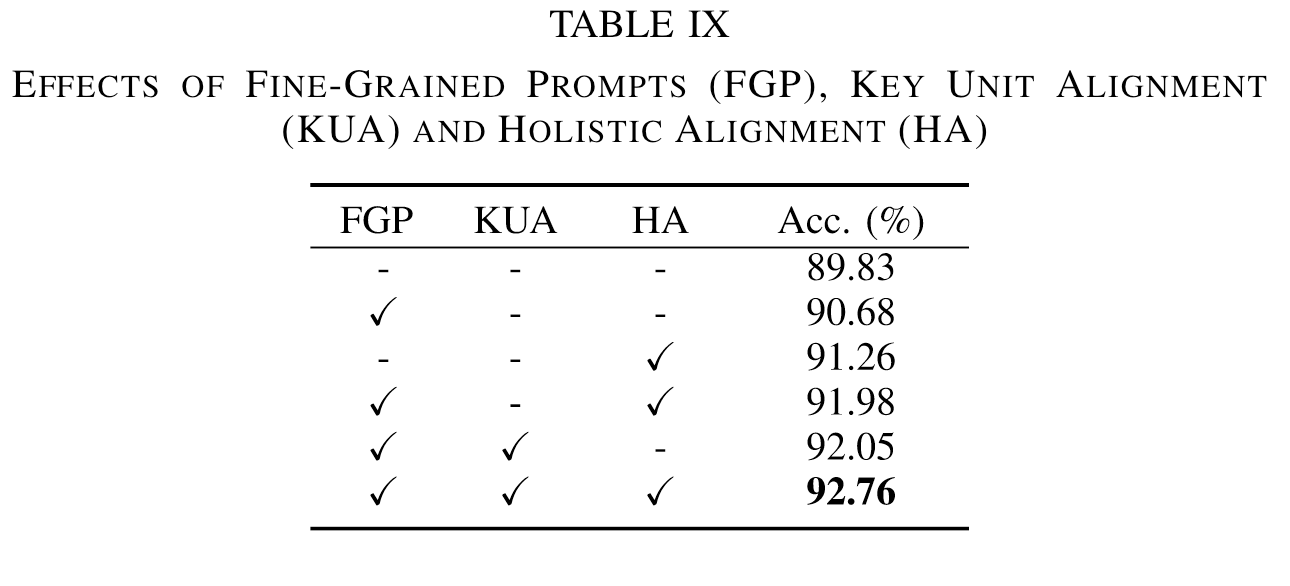 TABLE IX
EFFECTS OF FINE-GRAINED PROMPTS (FGP), KEY UNIT ALIGNMENT
(KUA) AND HOLISTIC ALIGNMENT (HA)
FGP KUA HA Acc. (%)
- - - 89.83
✓ - - 90.68
- - ✓ 91.26
✓ - ✓ 91.98
✓ ✓ - 92.05
✓ ✓ ✓ 92.76